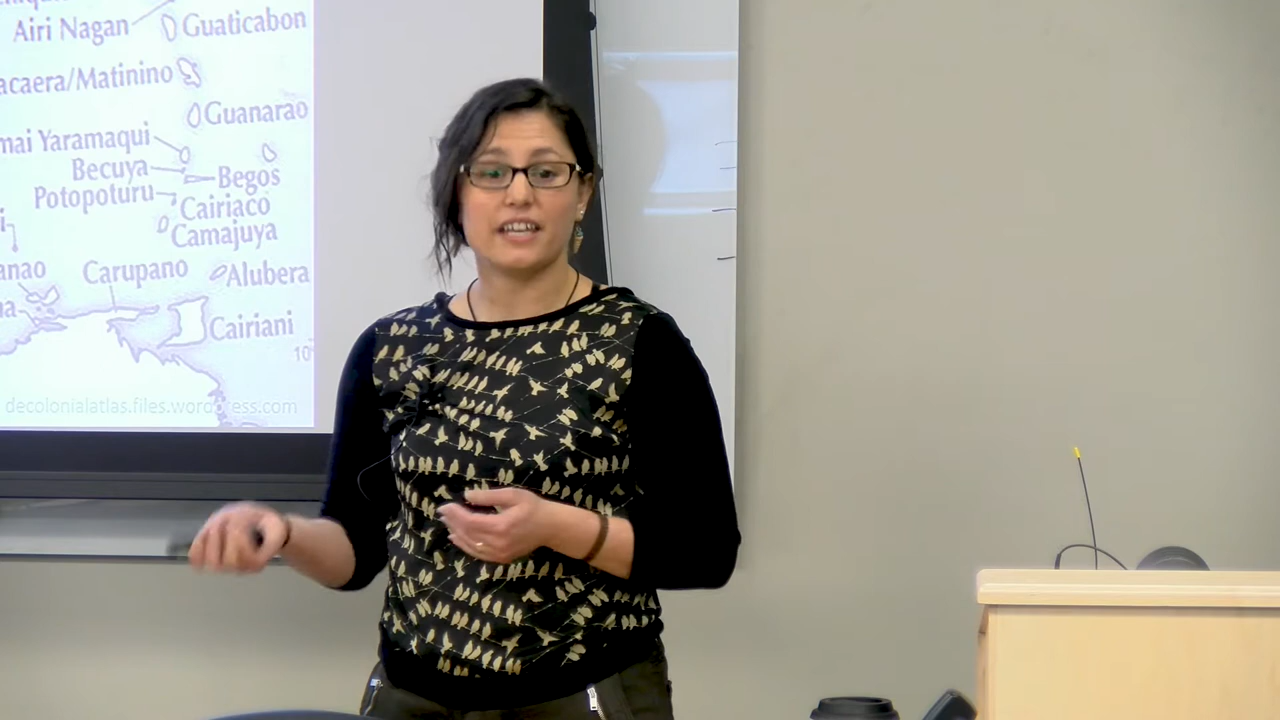 Airi Nagan
Guaticabon
acaera/Matinino
Guanarao
mai Yaramaqui
Becuya
Begos
Potopoturu
Cairiaco
Camajuya
anao
Carupano
Alubera
Cairiani
10°
decolonialatlas.files.wordpress.com